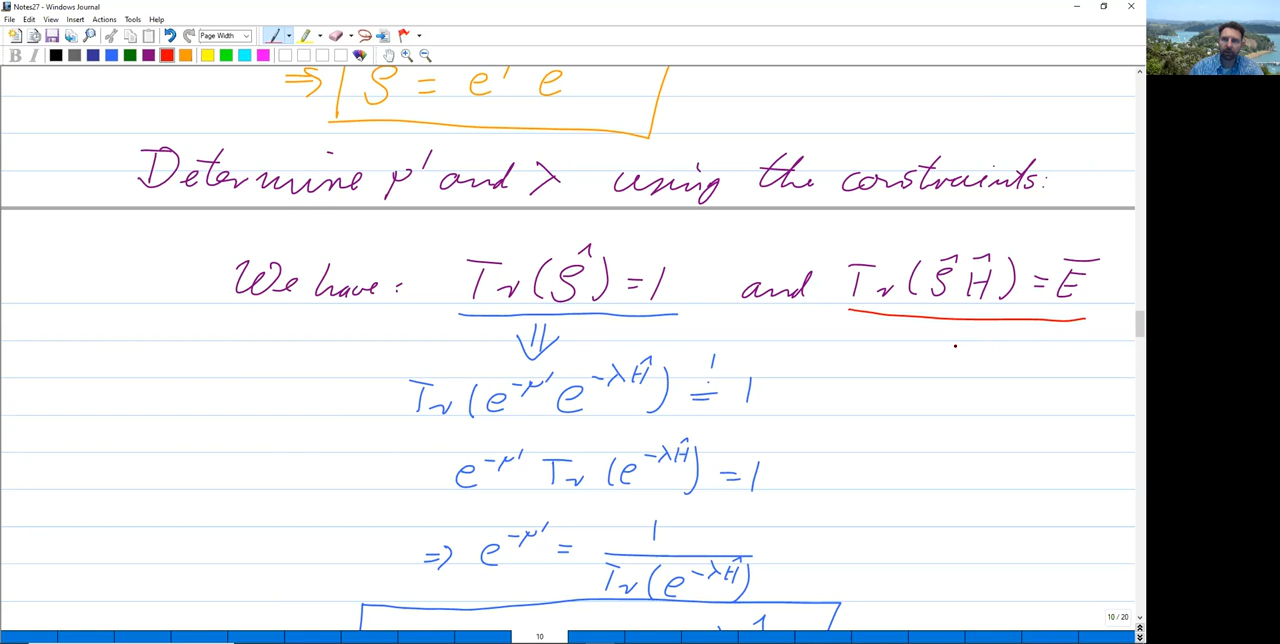 Notes27 - Windows Journal
File Edit View Insert Actions Tools Help
Page Width
B I
⇒ ρ = e' e
Determine μ' and λ using the constraints:
We have: Tr(ρ̂) = 1 and Tr(ρ̂Ĥ) = E̅
⇓
Tr(e^{-μ'} e^{-λĤ}) =! 1
e^{-μ'} Tr(e^{-λĤ}) = 1
⇒ e^{-μ'} = 1 / Tr(e^{-λĤ})
10 / 20
10